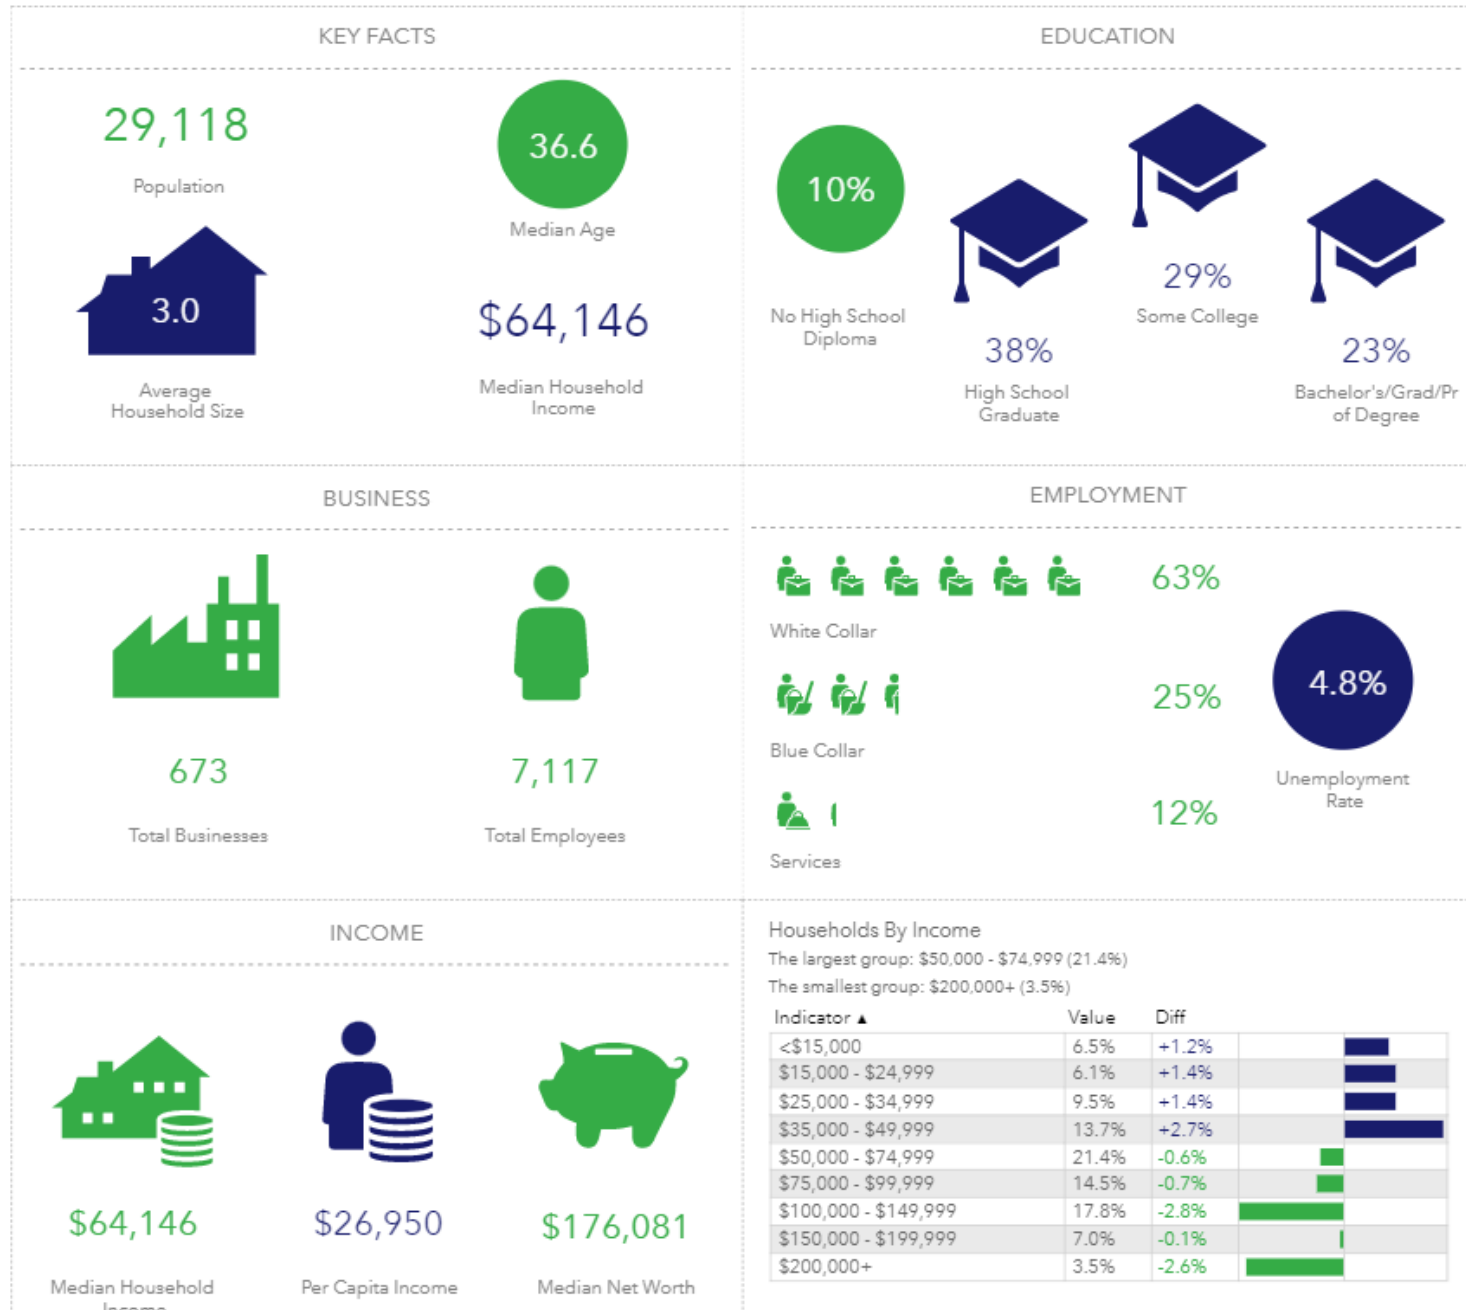 KEY FACTS
29,118
Population
36.6
Median Age
3.0
Average
Household Size
$64,146
Median Household
Income
EDUCATION
10%
No High School
Diploma
38%
High School
Graduate
29%
Some College
23%
Bachelor's/Grad/Pr
of Degree
BUSINESS
673
Total Businesses
7,117
Total Employees
EMPLOYMENT
63%
White Collar
25%
Blue Collar
12%
Services
4.8%
Unemployment
Rate
INCOME
$64,146
Median Household
Income
$26,950
Per Capita Income
$176,081
Median Net Worth
Households By Income
The largest group: $50,000 - $74,999 (21.4%)
The smallest group: $200,000+ (3.5%)
Indicator ▲ Value Diff
<$15,000 6.5% +1.2%
$15,000 - $24,999 6.1% +1.4%
$25,000 - $34,999 9.5% +1.4%
$35,000 - $49,999 13.7% +2.7%
$50,000 - $74,999 21.4% -0.6%
$75,000 - $99,999 14.5% -0.7%
$100,000 - $149,999 17.8% -2.8%
$150,000 - $199,999 7.0% -0.1%
$200,000+ 3.5% -2.6%